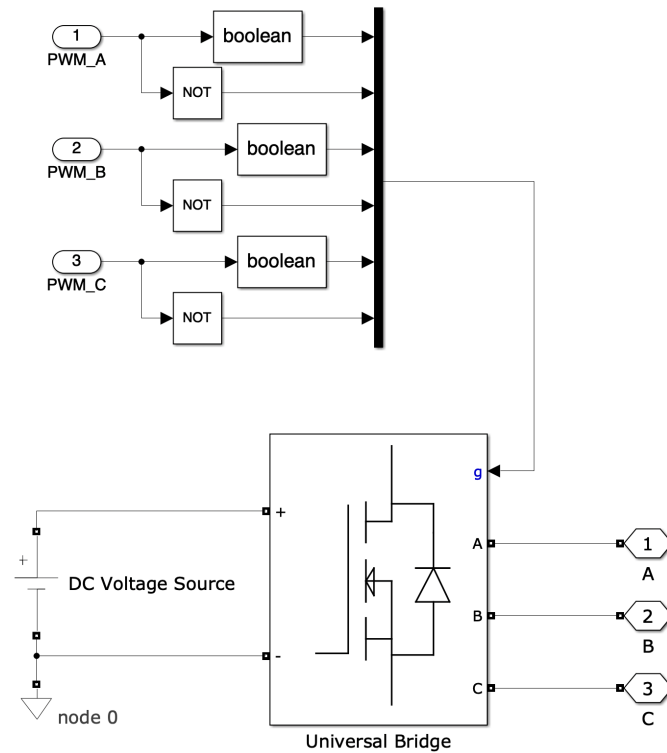 1
boolean
PWM_A
NOT
2
boolean
PWM_B
NOT
3
boolean
PWM_C
NOT
g
+
+
A
1
A
DC Voltage Source
B
2
B
-
C
3
C
node 0
Universal Bridge